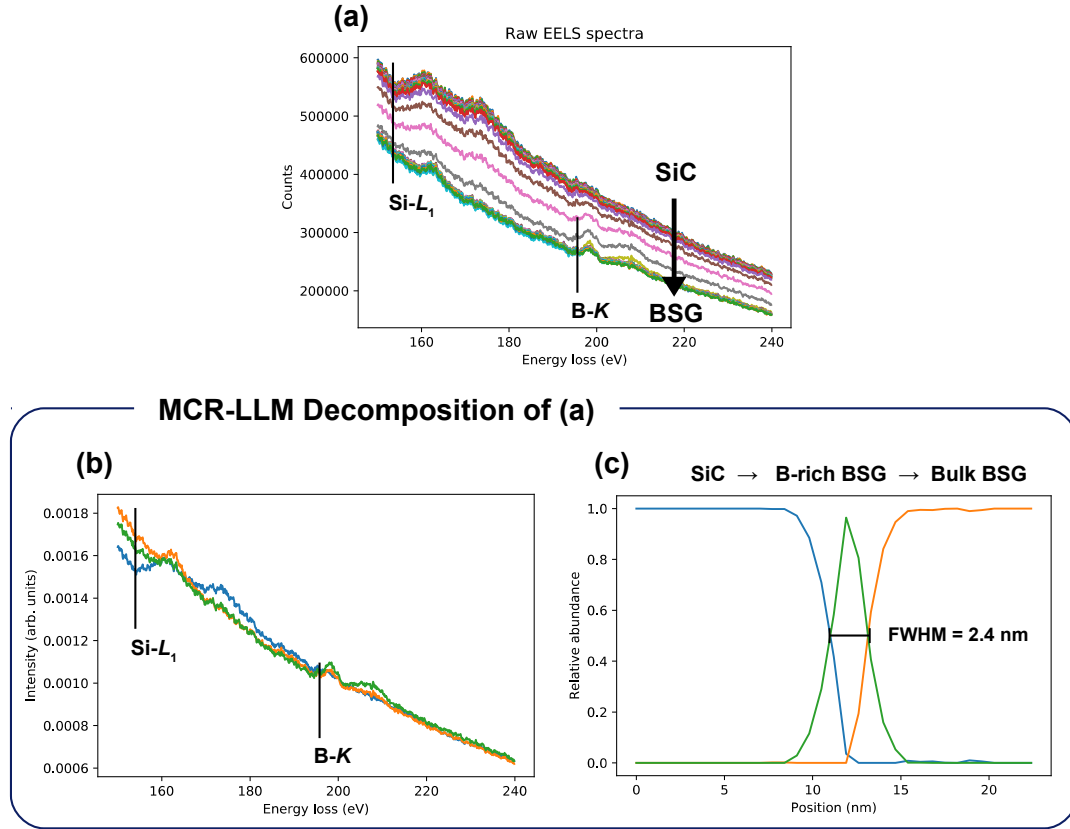 (a)
Raw EELS spectra
600000
500000
400000
300000
200000
Counts
Si-L1
B-K
SiC
BSG
160
180
200
220
240
Energy loss (eV)
MCR-LLM Decomposition of (a)
(b)
0.0018
0.0016
0.0014
0.0012
0.0010
0.0008
0.0006
Intensity (arb. units)
Si-L1
B-K
160
180
200
220
240
Energy loss (eV)
(c)
SiC → B-rich BSG → Bulk BSG
1.0
0.8
0.6
0.4
0.2
0.0
Relative abundance
FWHM = 2.4 nm
0
5
10
15
20
Position (nm)